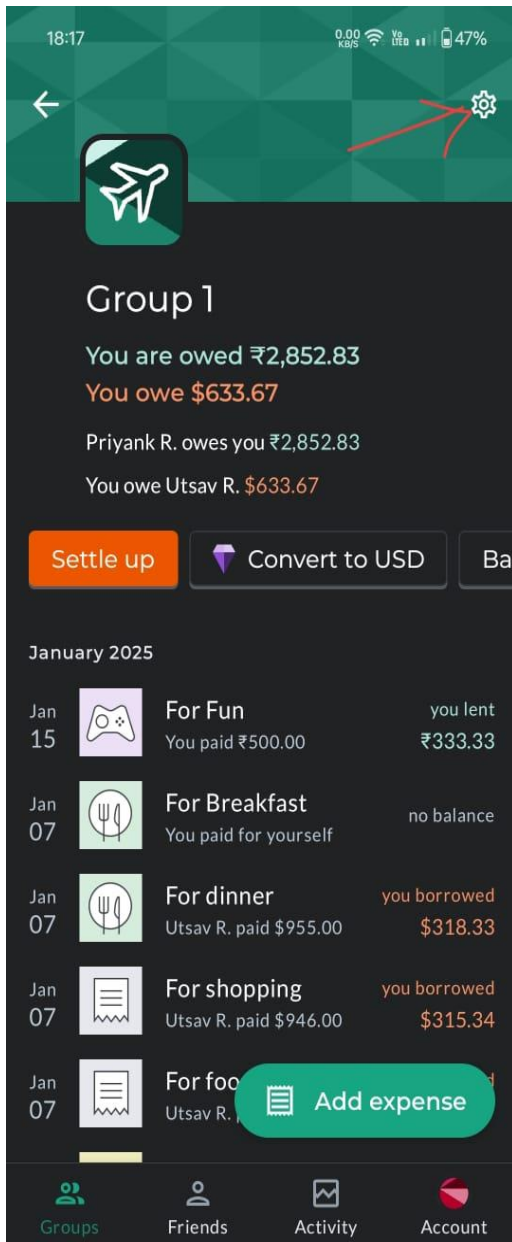 18:17 0.00 KB/S Vo LTED 47%
Group 1
You are owed ₹2,852.83
You owe $633.67
Priyank R. owes you ₹2,852.83
You owe Utsav R. $633.67
Settle up Convert to USD Ba
January 2025
Jan 15 For Fun you lent
You paid ₹500.00 ₹333.33
Jan 07 For Breakfast no balance
You paid for yourself
Jan 07 For dinner you borrowed
Utsav R. paid $955.00 $318.33
Jan 07 For shopping you borrowed
Utsav R. paid $946.00 $315.34
Jan 07 For foo
Utsav R.
Add expense
Groups Friends Activity Account